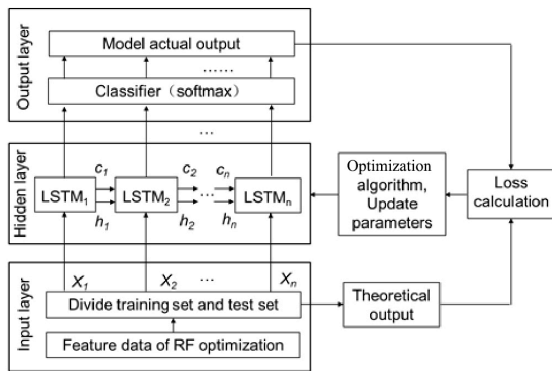 Output layer
Model actual output
......
Classifier（softmax）
...
Hidden layer
c1
c2
cn
LSTM1
LSTM2
...
LSTMn
h1
h2
hn
Optimization
algorithm,
Update
parameters
Loss
calculation
Input layer
X1
X2
...
Xn
Divide training set and test set
Theoretical
output
Feature data of RF optimization